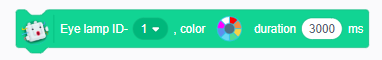 Eye lamp ID- 1 , color duration 3000 ms